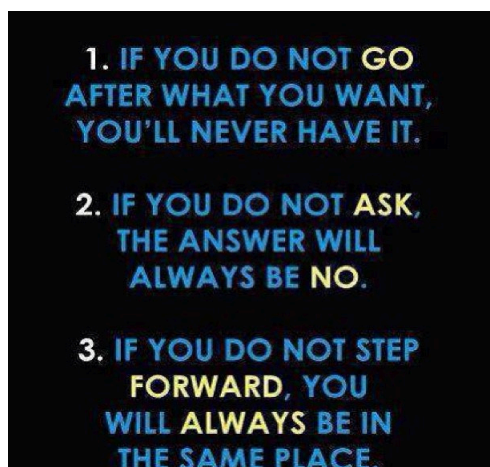 1. IF YOU DO NOT GO
AFTER WHAT YOU WANT,
YOU'LL NEVER HAVE IT.
2. IF YOU DO NOT ASK,
THE ANSWER WILL
ALWAYS BE NO.
3. IF YOU DO NOT STEP
FORWARD, YOU
WILL ALWAYS BE IN
THE SAME PLACE.